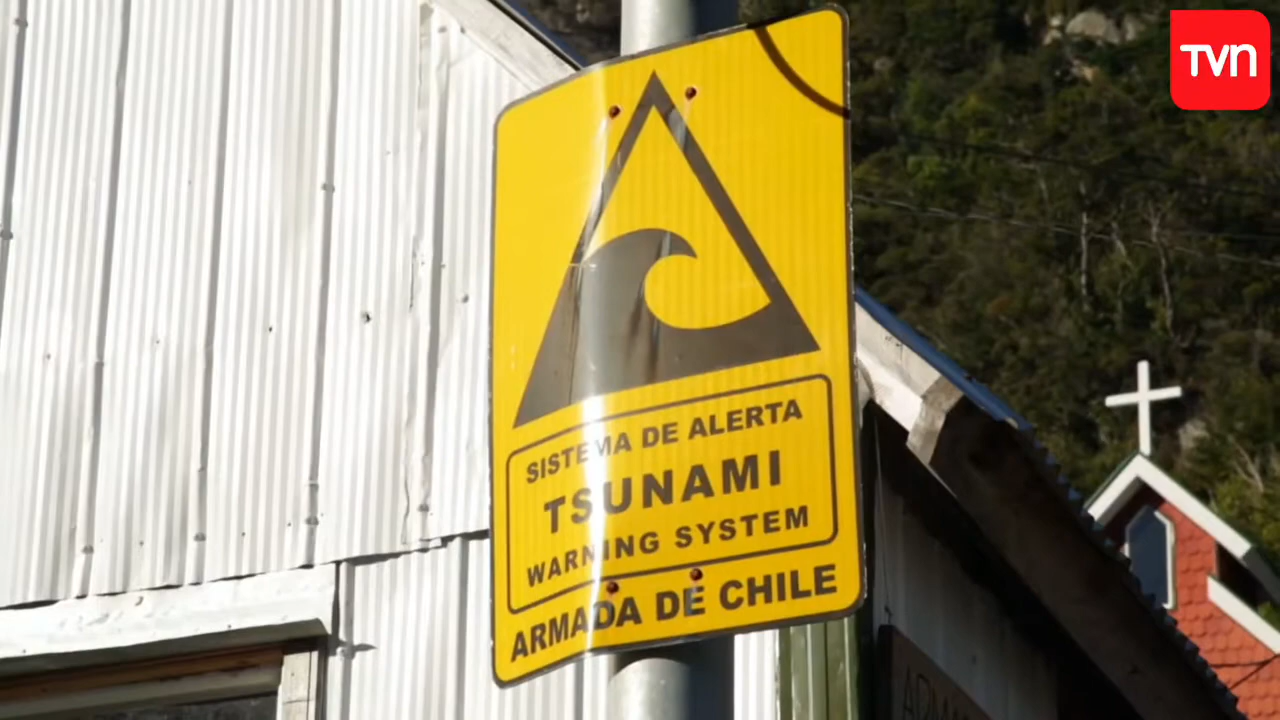 TVN
SISTEMA DE ALERTA
TSUNAMI
WARNING SYSTEM
ARMADA DE CHILE